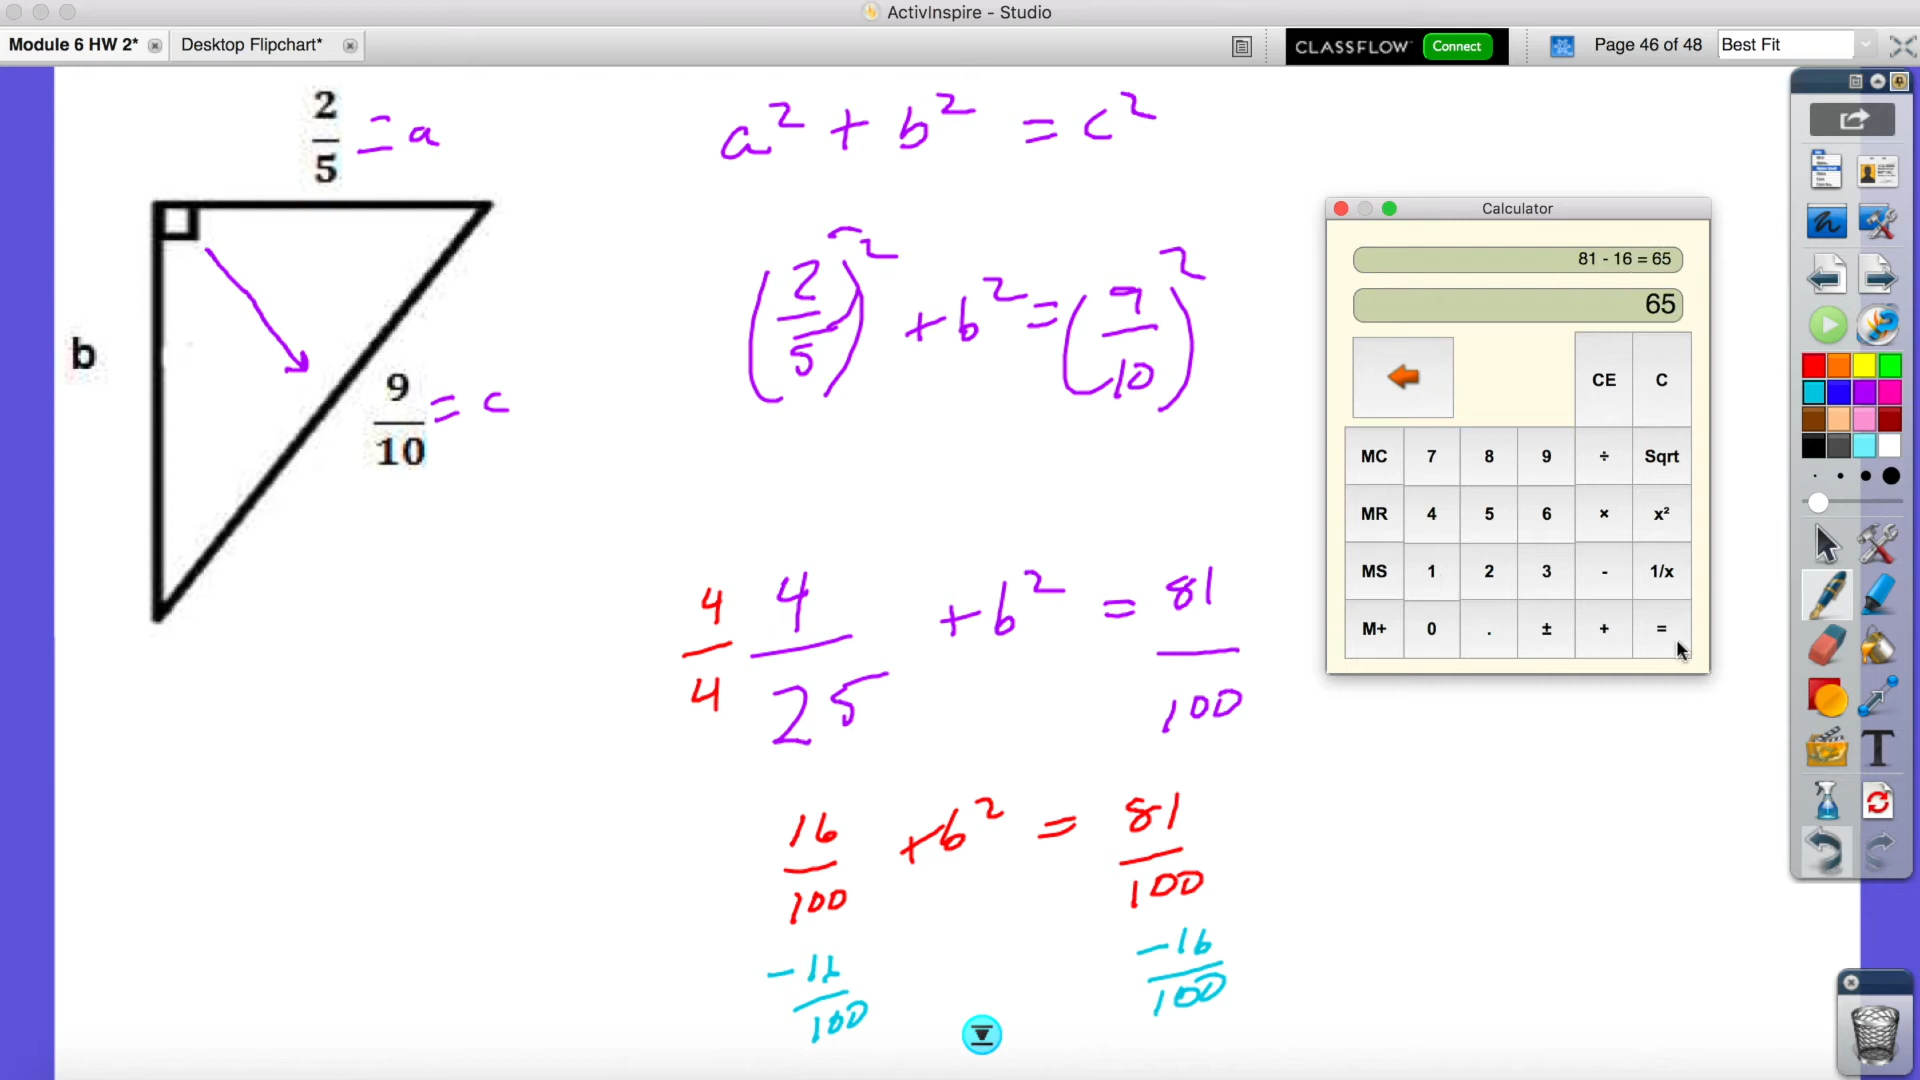 ActivInspire - Studio
Module 6 HW 2*
Desktop Flipchart*
CLASSFLOW Connect
Page 46 of 48
Best Fit
2/5 = a
b
9/10 = c
a² + b² = c²
(2/5)² + b² = (9/10)²
4/4 4/25 + b² = 81/100
16/100 + b² = 81/100
-16/100 -16/100
Calculator
81 - 16 = 65
65
CE C
MC 7 8 9 ÷ Sqrt
MR 4 5 6 × x²
MS 1 2 3 - 1/x
M+ 0 . ± + =
T